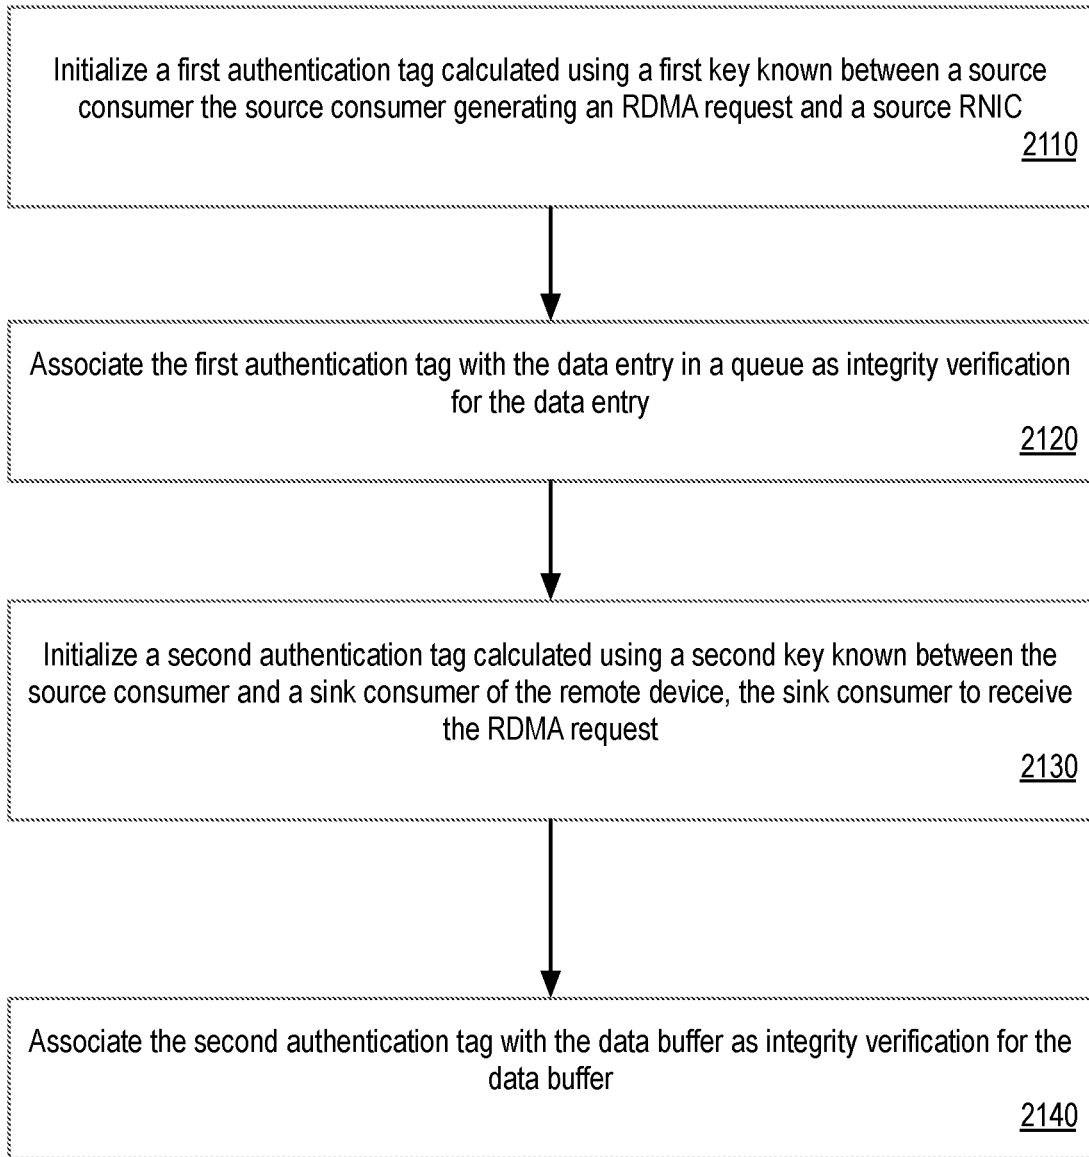 Initialize a first authentication tag calculated using a first key known between a source
consumer the source consumer generating an RDMA request and a source RNIC
2110
Associate the first authentication tag with the data entry in a queue as integrity verification
for the data entry
2120
Initialize a second authentication tag calculated using a second key known between the
source consumer and a sink consumer of the remote device, the sink consumer to receive
the RDMA request
2130
Associate the second authentication tag with the data buffer as integrity verification for the
data buffer
2140